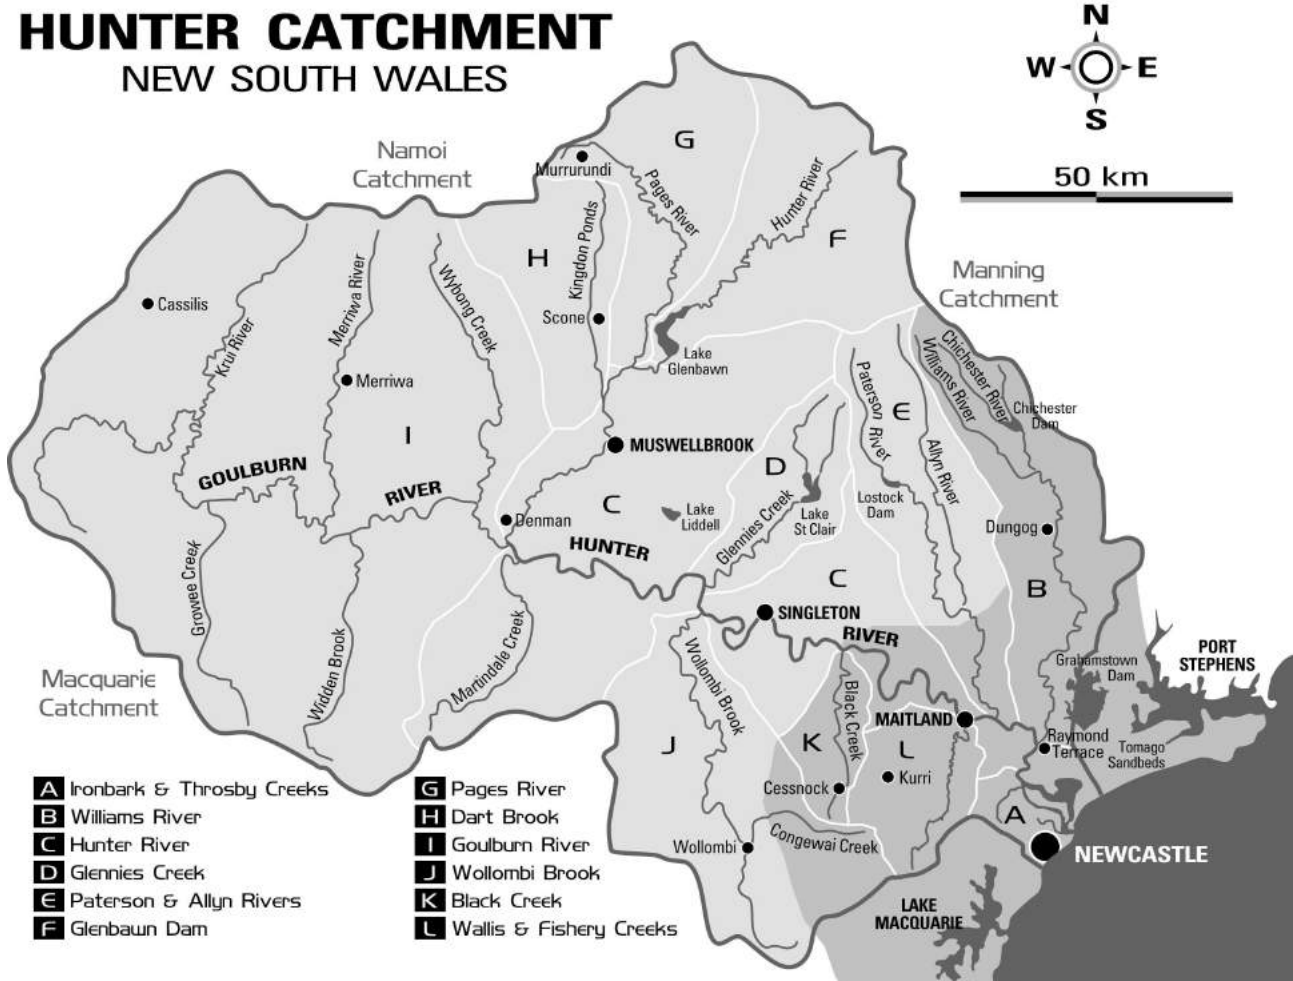 HUNTER CATCHMENT
NEW SOUTH WALES
N
W
E
S
50 km
Namoi
Catchment
Manning
Catchment
Macquarie
Catchment
G
Murrurundi
Pages River
Hunter River
F
H
Kingdon Ponds
Scone
Cassilis
Krui River
Merriwa River
Wybong Creek
Merriwa
I
Lake
Glenbawn
Chichester River
Williams River
Chichester
Dam
Paterson
River
E
Allyn River
MUSWELLBROOK
GOULBURN
RIVER
D
C
Glennies Creek
Lake
Liddell
Lake
St Clair
Lostock
Dam
Denman
HUNTER
Dungog
B
C
SINGLETON
RIVER
Growee Creek
Widden Brook
Martindale Creek
Wollombi Brook
Black Creek
Grahamstown
Dam
PORT
STEPHENS
MAITLAND
J
K
L
Kurri
Cessnock
Raymond
Terrace
Tomago
Sandbeds
A
Wollombi
Congewai Creek
NEWCASTLE
LAKE
MACQUARIE
A Ironbark & Throsby Creeks
B Williams River
C Hunter River
D Glennies Creek
E Paterson & Allyn Rivers
F Glenbawn Dam
G Pages River
H Dart Brook
I Goulburn River
J Wollombi Brook
K Black Creek
L Wallis & Fishery Creeks